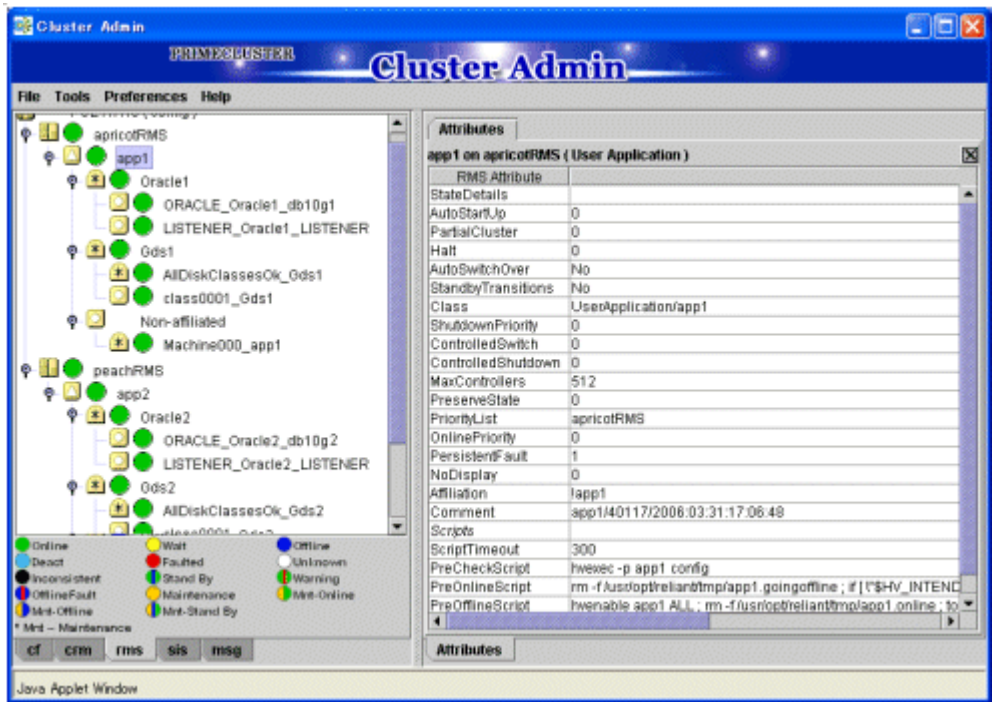 Cluster Admin
PRIMECLUSTER
Cluster Admin
File Tools Preferences Help
apricotRMS
app1
Oracle1
ORACLE_Oracle1_db10g1
LISTENER_Oracle1_LISTENER
Gds1
AllDiskClassesOk_Gds1
class0001_Gds1
Non-affiliated
Machine000_app1
peachRMS
app2
Oracle2
ORACLE_Oracle2_db10g2
LISTENER_Oracle2_LISTENER
Gds2
AllDiskClassesOk_Gds2
Online Wait Offline
Deact Faulted Unknown
Inconsistent Stand By Warning
OfflineFault Maintenance Mnt-Online
Mnt-Offline Mnt-Stand By
* Mnt - Maintenance
cf crm rms sis msg
Attributes
app1 on apricotRMS ( User Application )
RMS Attribute
StateDetails
AutoStartUp 0
PartialCluster 0
Halt 0
AutoSwitchOver No
StandbyTransitions No
Class UserApplication/app1
ShutdownPriority 0
ControlledSwitch 0
ControlledShutdown 0
MaxControllers 512
PreserveState 0
PriorityList apricotRMS
OnlinePriority 0
PersistentFault 1
NoDisplay 0
Affiliation !app1
Comment app1/40117/2006:03:31:17:06:48
Scripts
ScriptTimeout 300
PreCheckScript hvexec -p app1 config
PreOnlineScript rm -f /usr/opt/reliant/tmp/app1.goingoffline ; if [ \"$HV_INTEND
PreOfflineScript hvenable app1 ALL ; rm -f /usr/opt/reliant/tmp/app1.online ; to
Attributes
Java Applet Window